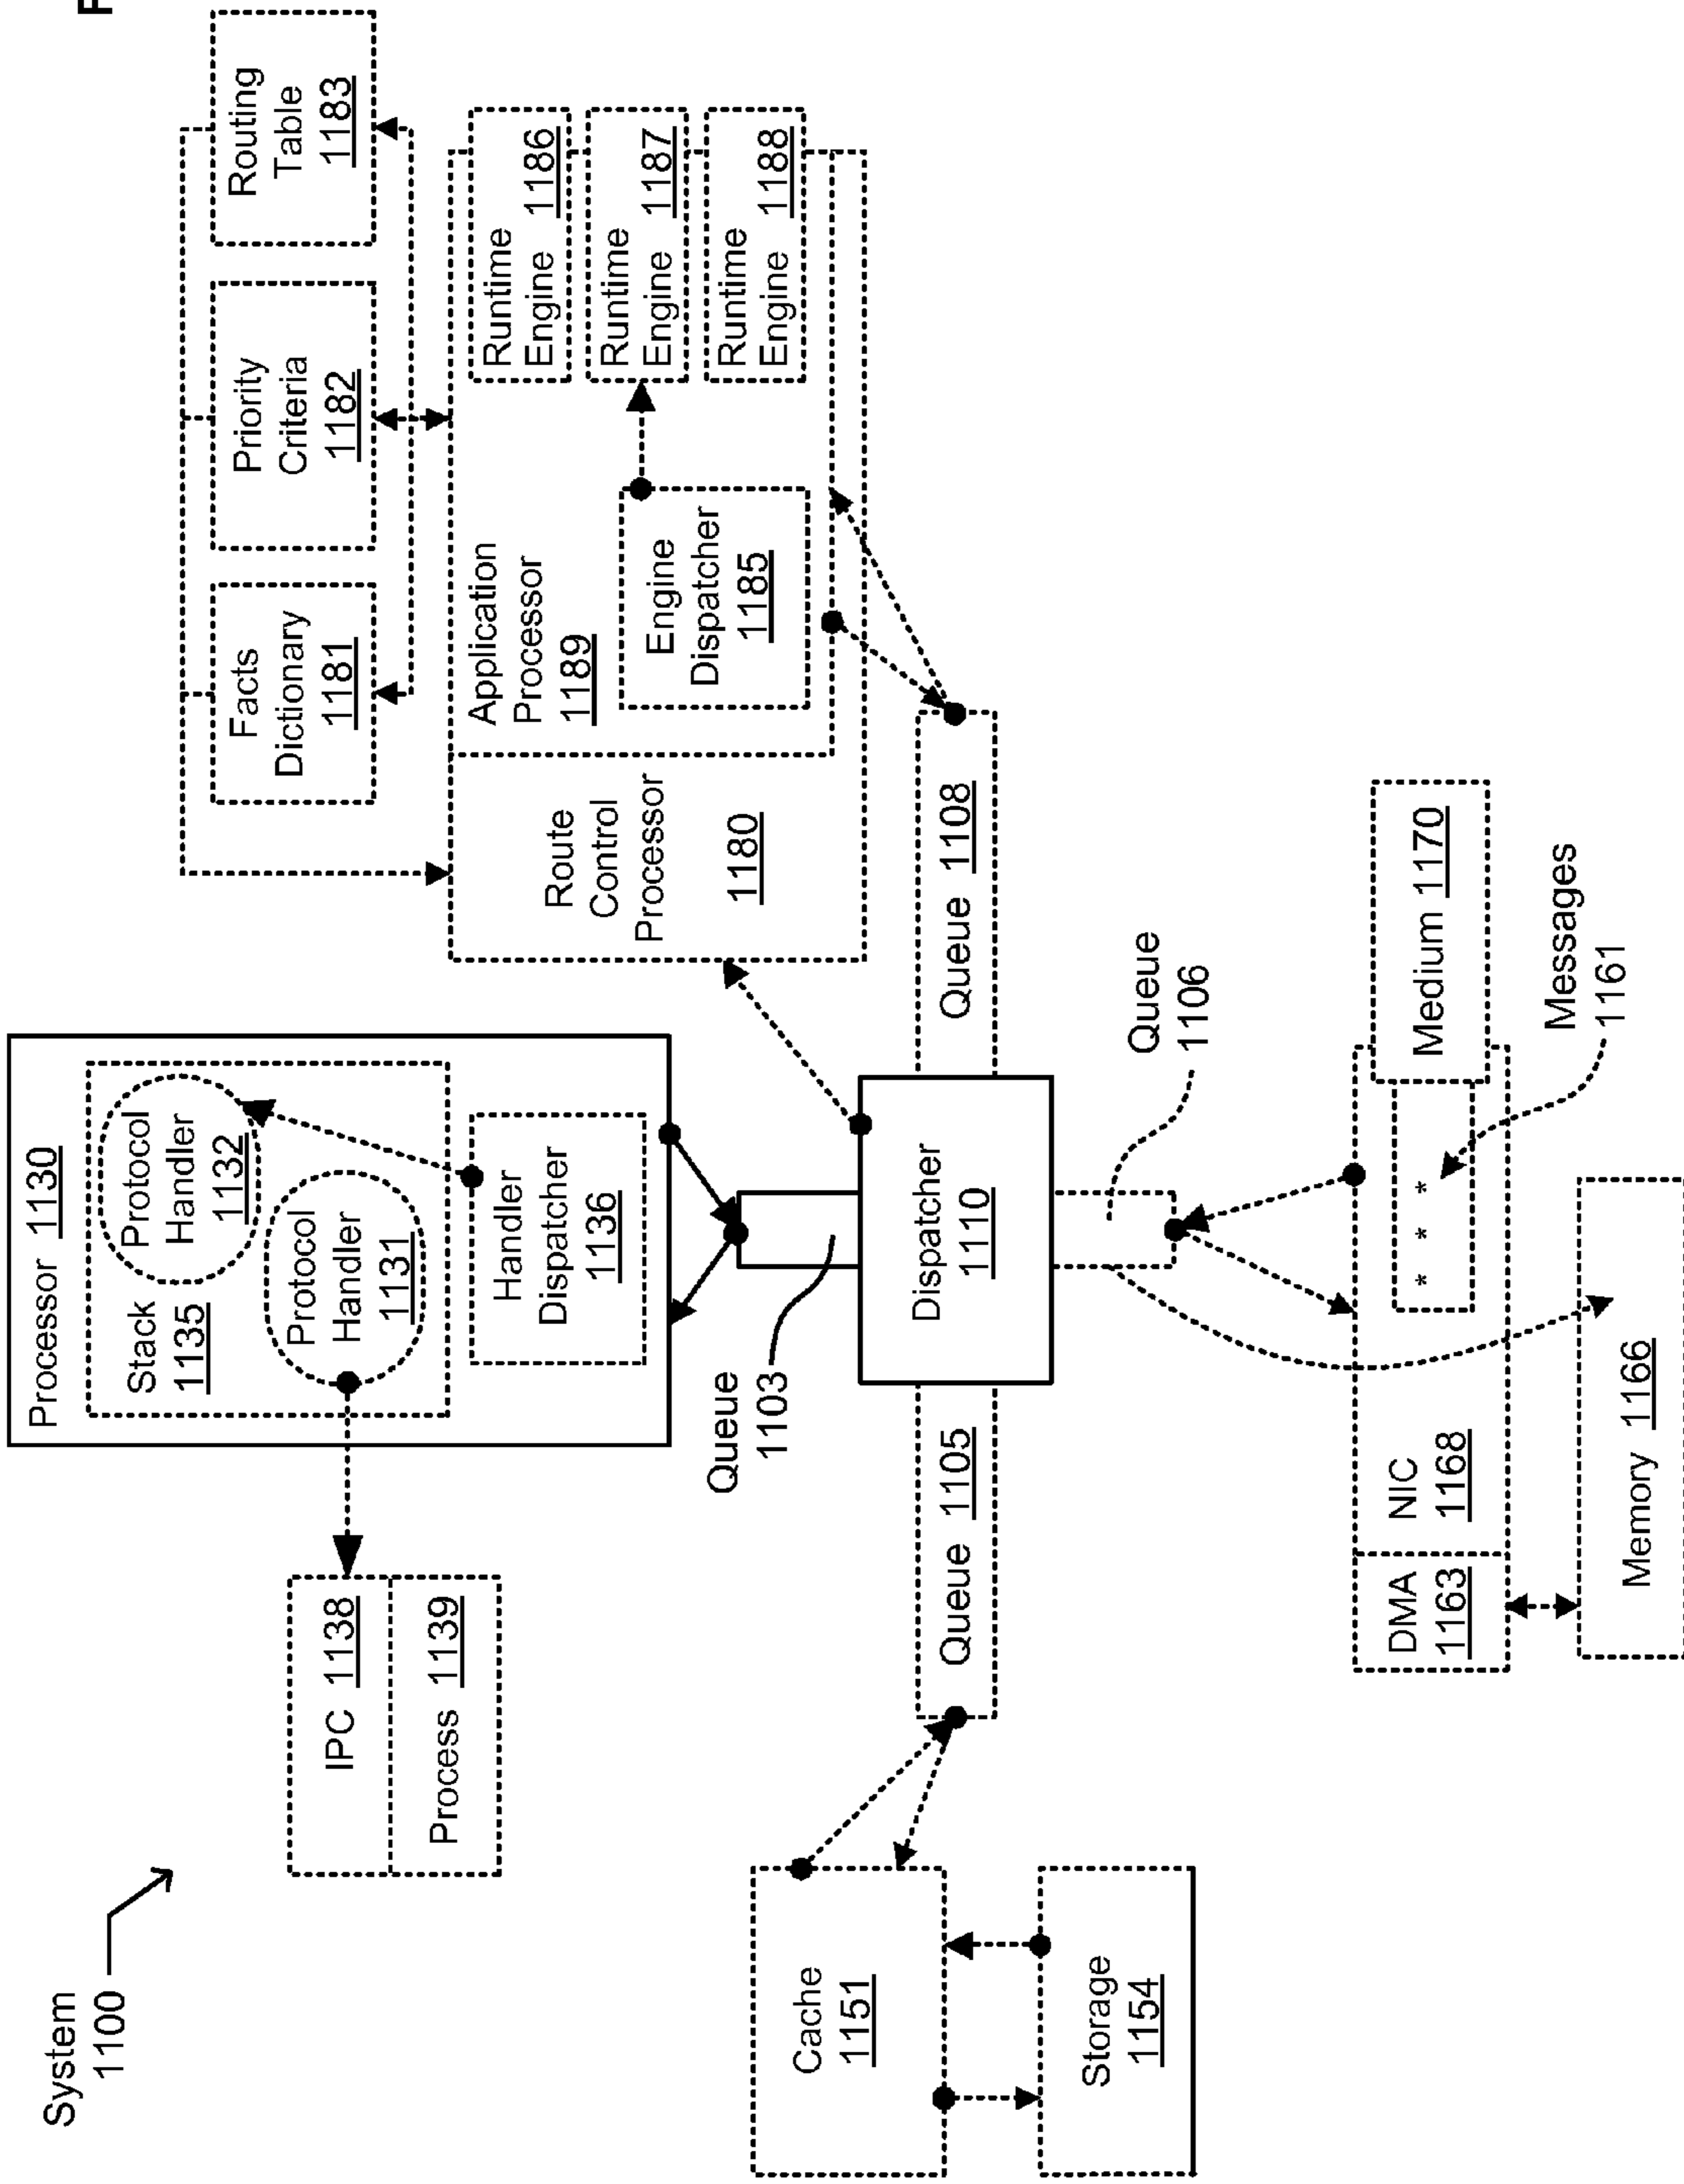 F
System
1100
Processor 1130
Stack
1135
Protocol
Handler
1132
Protocol
Handler
1131
Handler
Dispatcher
1136
IPC 1138
Process 1139
Facts
Dictionary
1181
Priority
Criteria
1182
Routing
Table
1183
Route
Control
Processor
1180
Application
Processor
1189
Engine
Dispatcher
1185
Runtime
Engine 1186
Runtime
Engine 1187
Runtime
Engine 1188
Queue
1103
Cache
1151
Storage
1154
Queue 1105
Dispatcher
1110
Queue 1108
Queue
1106
DMA
1163
NIC
1168
* * *
Medium 1170
Messages
1161
Memory 1166